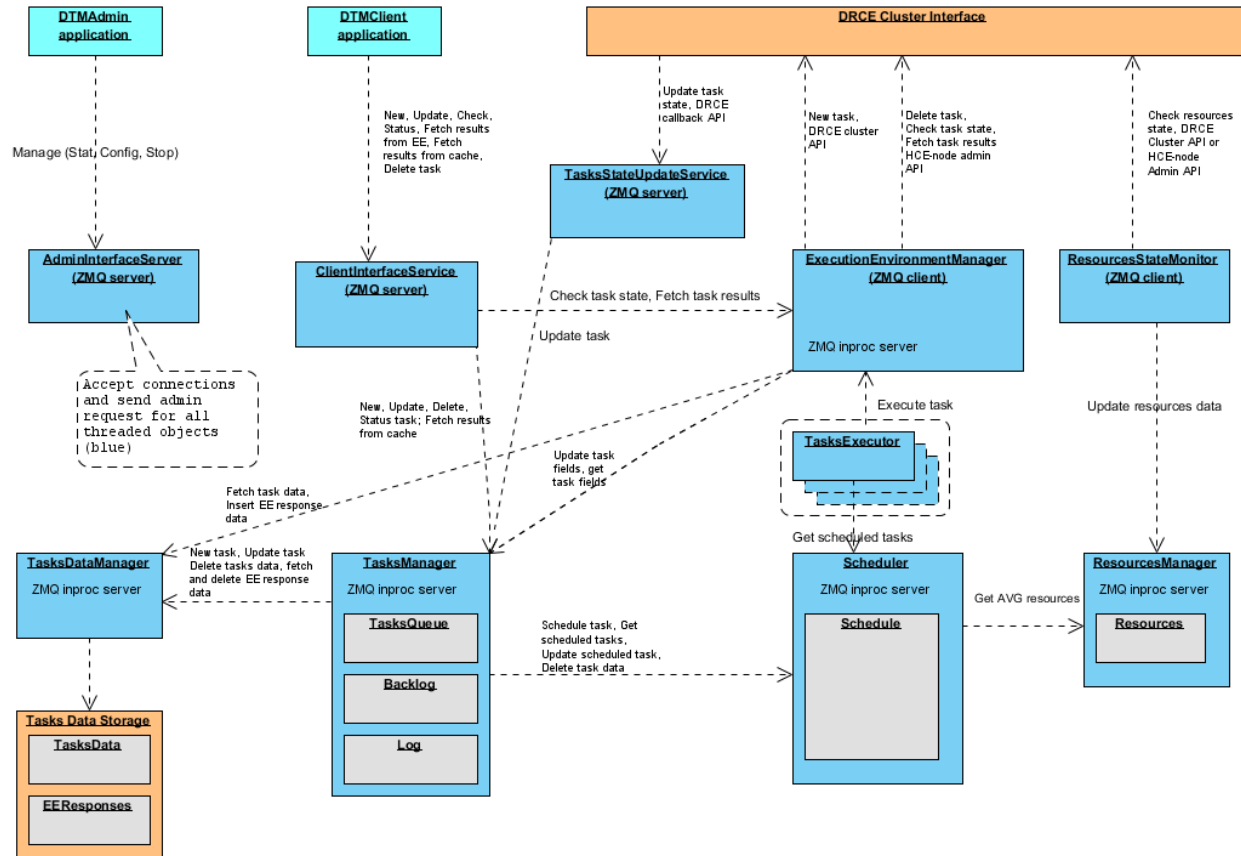 DTMAdmin
application
DTMClient
application
DRCE Cluster Interface
Manage (Stat, Config, Stop)
New, Update, Check,
Status, Fetch results
from EE, Fetch
results from cache,
Delete task
Update task
state, DRCE
callback API
New task,
DRCE cluster
API
Delete task,
Check task state,
Fetch task results
HCE-node admin
API
Check resources
state, DRCE
Cluster API or
HCE-node
Admin API
TasksStateUpdateService
(ZMQ server)
AdminInterfaceServer
(ZMQ server)
ClientInterfaceService
(ZMQ server)
ExecutionEnvironmentManager
(ZMQ client)
ZMQ inproc server
ResourcesStateMonitor
(ZMQ client)
Check task state, Fetch task results
Update task
Accept connections
and send admin
request for all
threaded objects
(blue)
New, Update, Delete,
Status task; Fetch results
from cache
Execute task
Update resources data
TasksExecutor
Update task
fields, get
task fields
Fetch task data,
Insert EE response
data
Get scheduled tasks
New task, Update task
Delete tasks data, fetch
and delete EE response
data
TasksDataManager
ZMQ inproc server
TasksManager
ZMQ inproc server
TasksQueue
Backlog
Log
Schedule task, Get
scheduled tasks,
Update scheduled task,
Delete task data
Scheduler
ZMQ inproc server
Schedule
Get AVG resources
ResourcesManager
ZMQ inproc server
Resources
Tasks Data Storage
TasksData
EEResponses